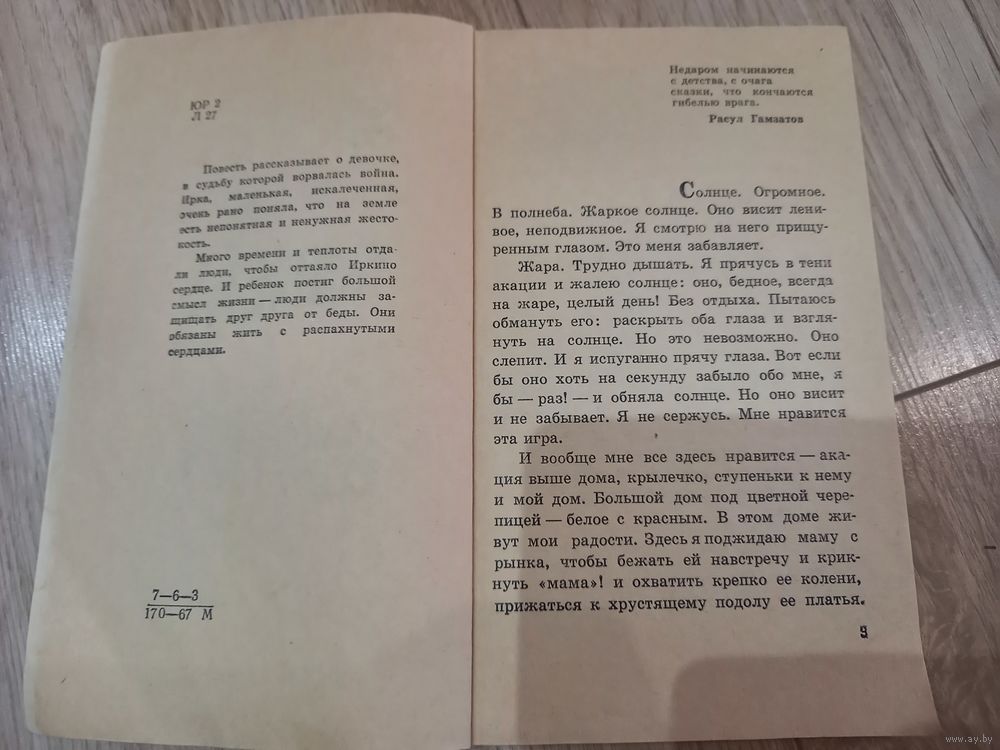 ЮР 2
Л 27
Повесть рассказывает о девочке,
в судьбу которой ворвалась война.
Ирка, маленькая, искалеченная,
очень рано поняла, что на земле
есть непонятная и ненужная жесто-
кость.
Много времени и теплоты отда-
ли люди, чтобы оттаяло Иркино
сердце. И ребенок постиг большой
смысл жизни — люди должны за-
щищать друг друга от беды. Они
обязаны жить с распахнутыми
сердцами.
7—6—3
170—67 М
Недаром начинаются
с детства, с очага
сказки, что кончаются
гибелью врага.
Расул Гамзатов
Солнце. Огромное.
В полнеба. Жаркое солнце. Оно висит лени-
вое, неподвижное. Я смотрю на него прищу-
ренным глазом. Это меня забавляет.
Жара. Трудно дышать. Я прячусь в тени
акации и жалею солнце: оно, бедное, всегда
на жаре, целый день! Без отдыха. Пытаюсь
обмануть его: раскрыть оба глаза и взгля-
нуть на солнце. Но это невозможно. Оно
слепит. И я испуганно прячу глаза. Вот если
бы оно хоть на секунду забыло обо мне, я
бы — раз! — и обняла солнце. Но оно висит
и не забывает. Я не сержусь. Мне нравится
эта игра.
И вообще мне все здесь нравится — ака-
ция выше дома, крылечко, ступеньки к нему
и мой дом. Большой дом под цветной чере-
пицей — белое с красным. В этом доме жи-
вут мои радости. Здесь я поджидаю маму с
рынка, чтобы бежать ей навстречу и крик-
нуть «мама»! и охватить крепко ее колени,
прижаться к хрустящему подолу ее платья.
www.ay.by